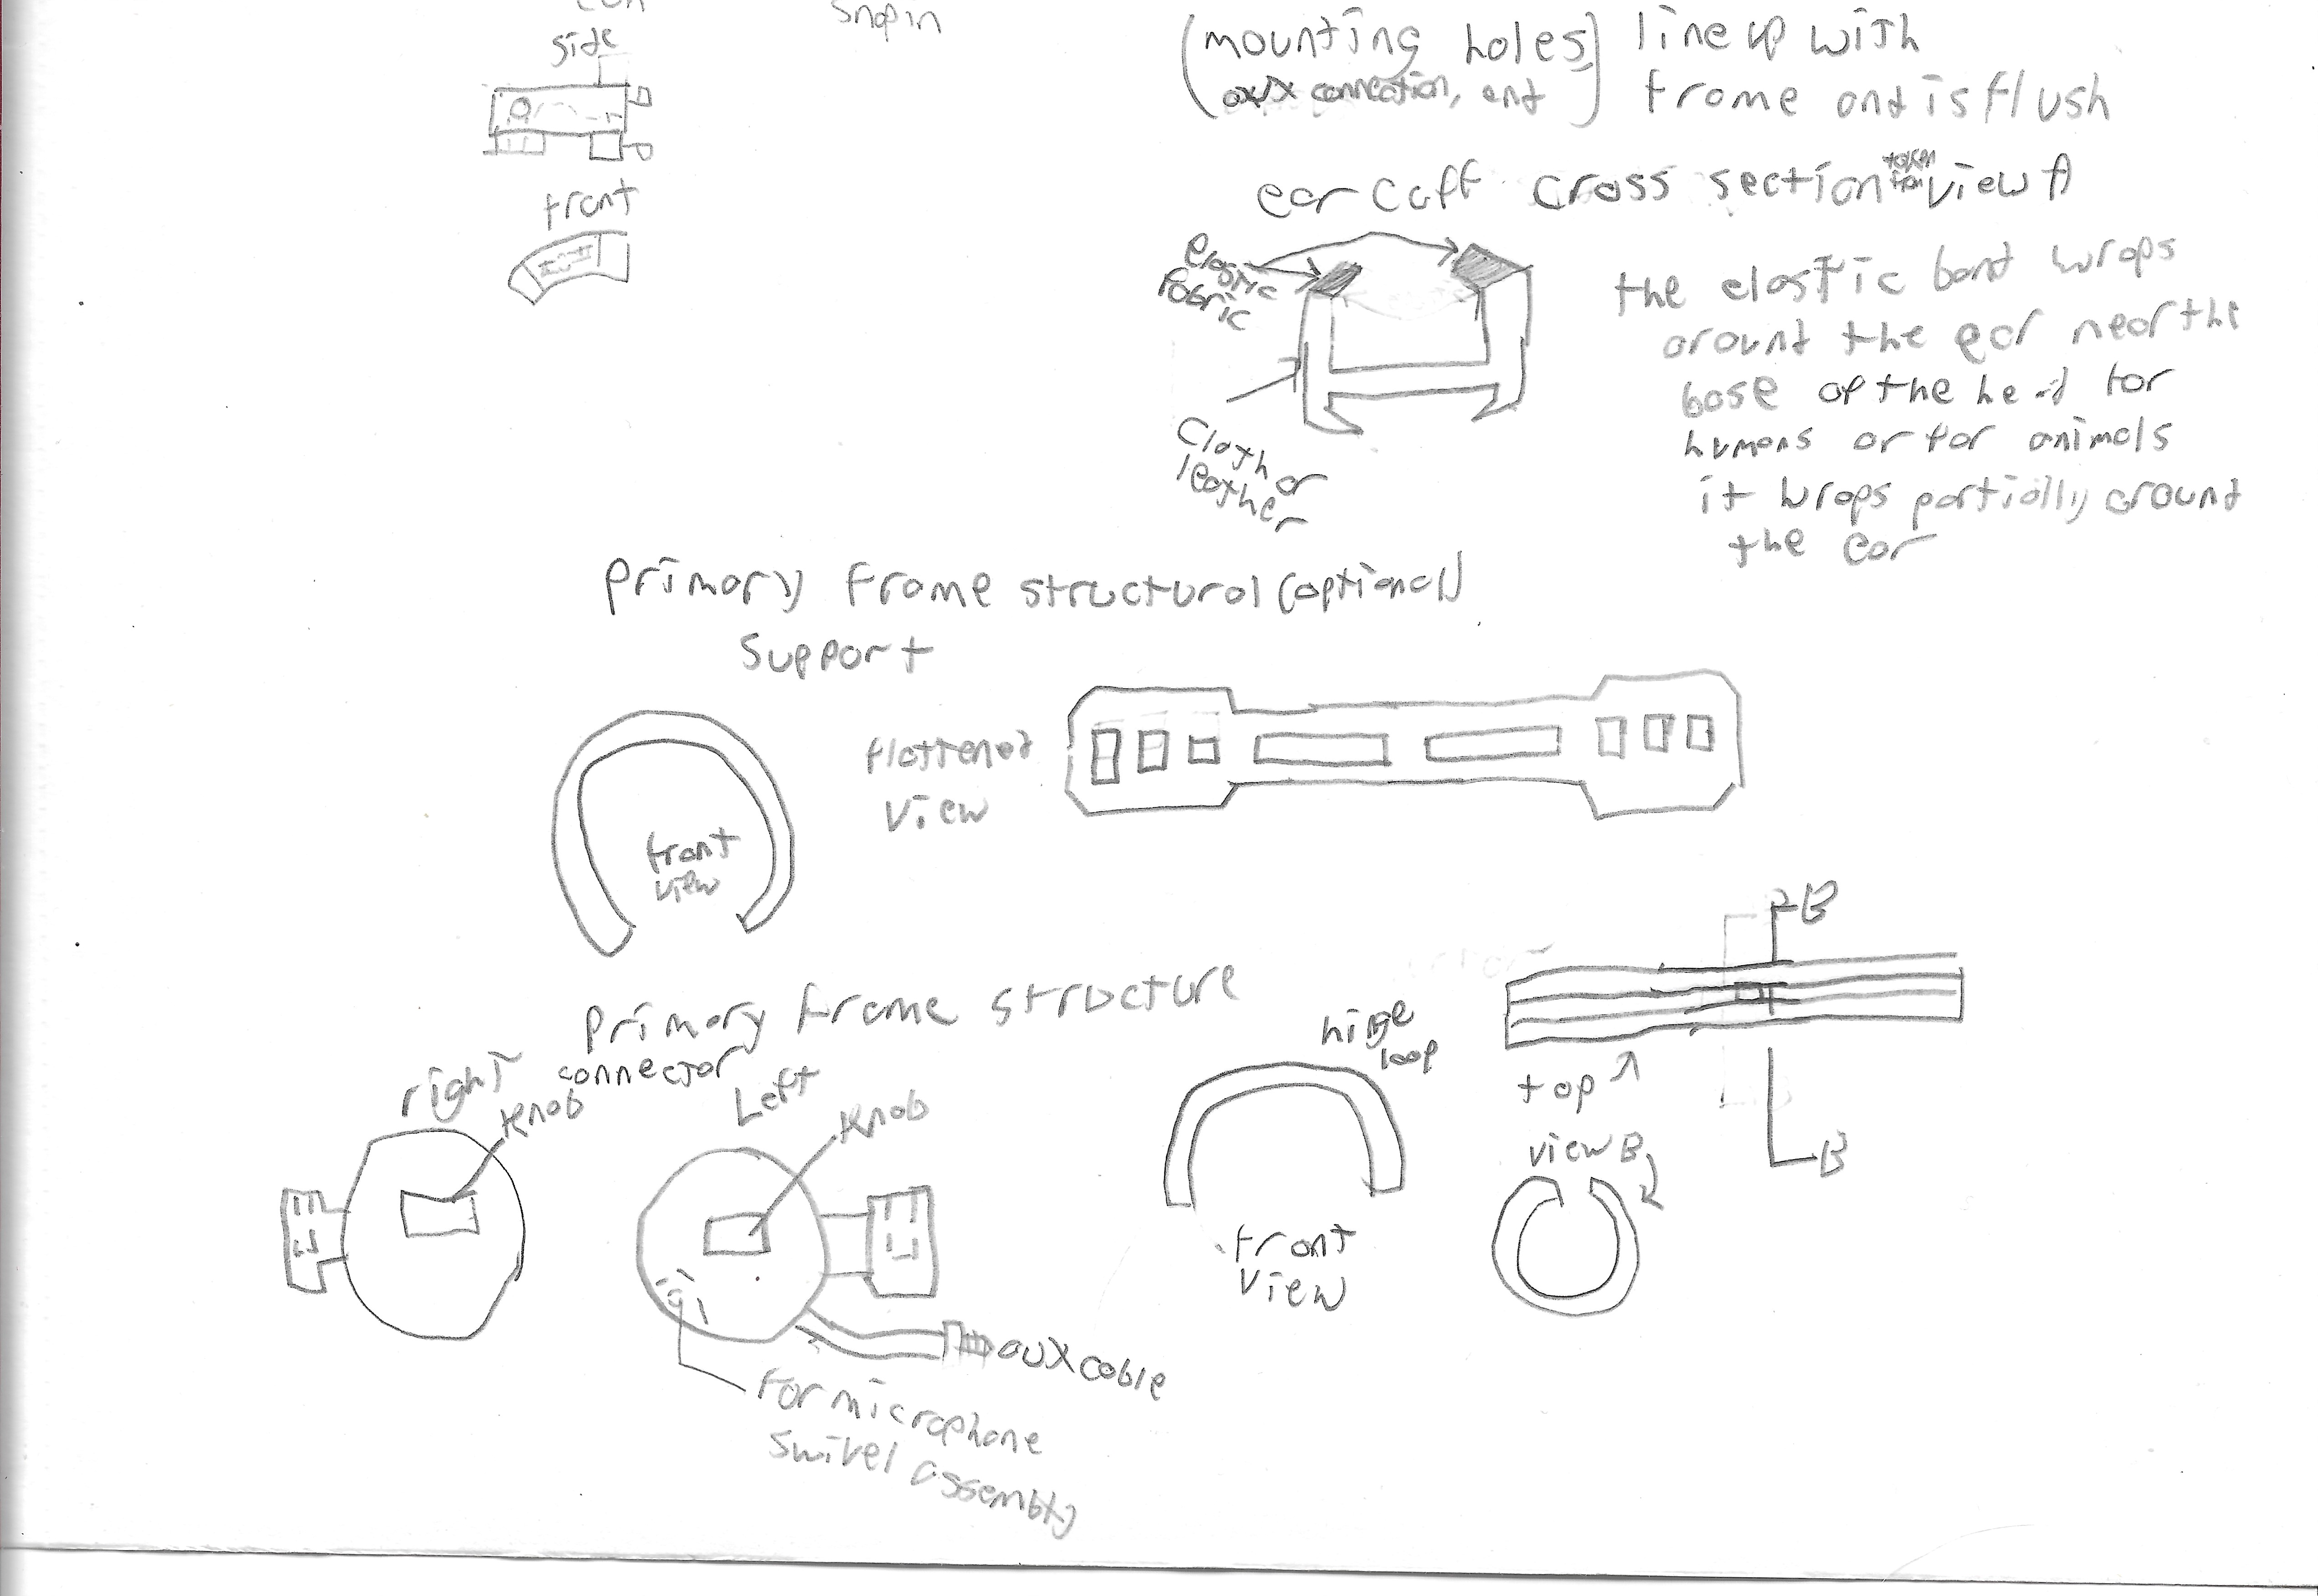 snapin
side
front
(mounting holes,) line up with
aux connection, and frame and is flush
ear cuff cross section taken from view A
elastic
fabric
the elastic band wraps
around the ear near the
base of the head for
humans or for animals
it wraps partially around
the ear
cloth or
leather
primary frame structural (optional)
support
flattened
view
front
view
B
primary frame structure
hinge
loop
top
right
connector
knob
Left
knob
view B
B
front
view
aux cable
For microphone
swivel assembly